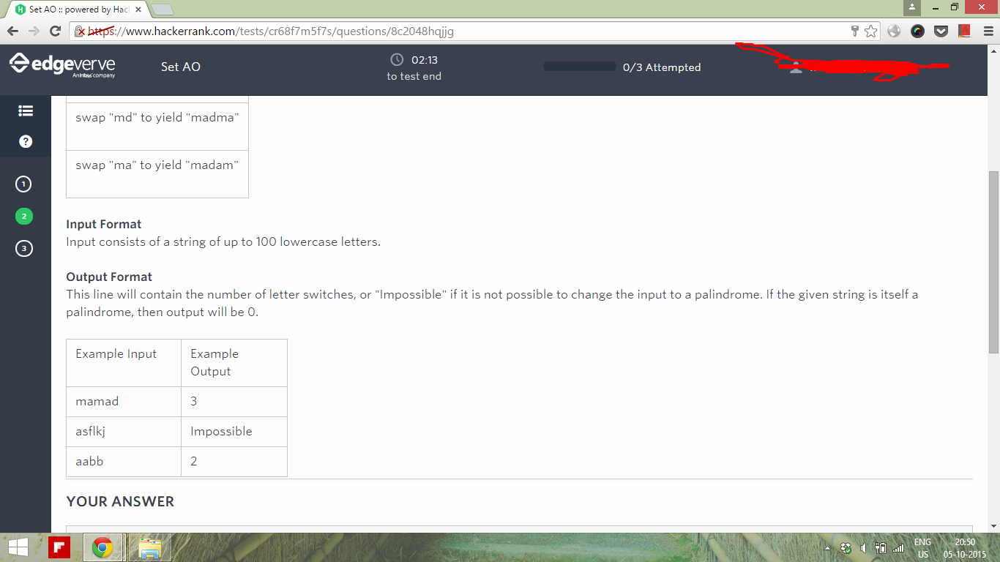 Set AO :: powered by Hac
https://www.hackerrank.com/tests/cr68f7m5f7s/questions/8c2048hqjjg
edgeverve
An Infosys company
Set AO
02:13
to test end
0/3 Attempted
swap "md" to yield "madma"
swap "ma" to yield "madam"
1
2
3
Input Format
Input consists of a string of up to 100 lowercase letters.
Output Format
This line will contain the number of letter switches, or "Impossible" if it is not possible to change the input to a palindrome. If the given string is itself a
palindrome, then output will be 0.
Example Input Example
Output
mamad 3
asflkj Impossible
aabb 2
YOUR ANSWER
ENG 20:50
US 05-10-2015